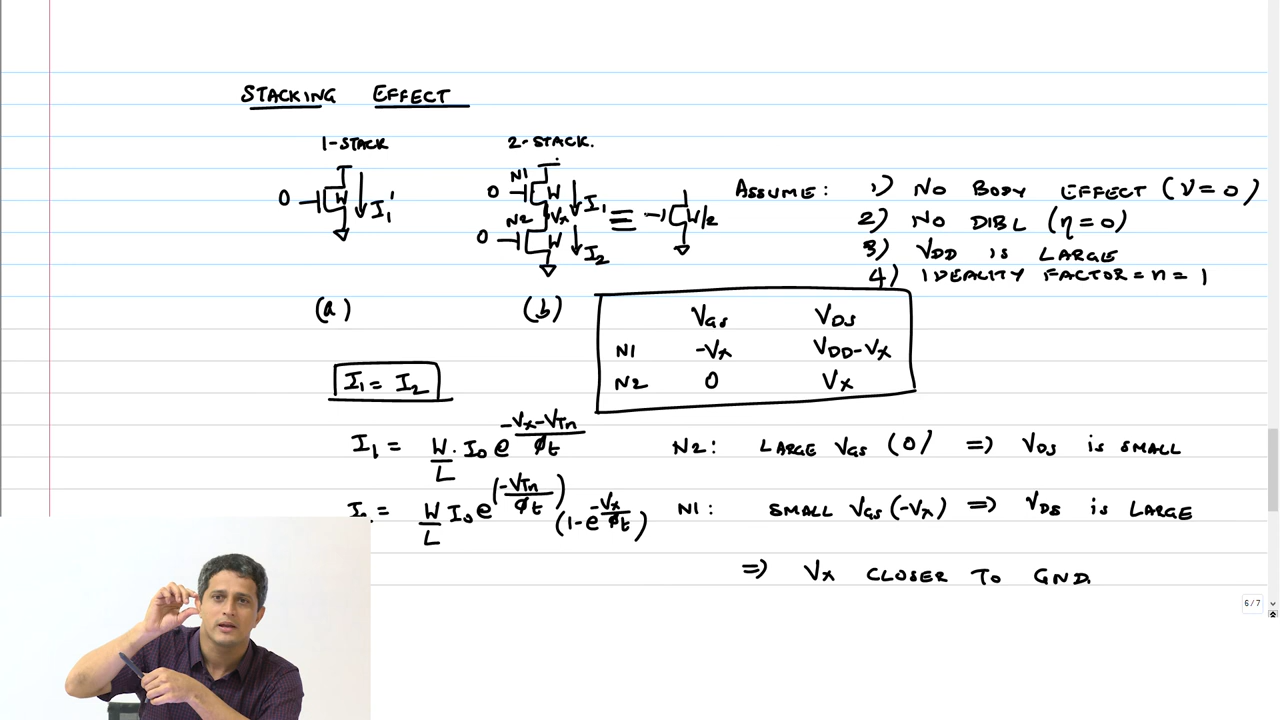 STACKING EFFECT
1-STACK 2-STACK.
0 W I₁'
N1 0 W I₁
N2 Vx
0 W I₂
≡ W/2
(a) (b)
ASSUME: 1) NO BODY EFFECT (γ=0)
2) NO DIBL (η=0)
3) VDD IS LARGE
4) IDEALITY FACTOR = n = 1
VGS VDS
N1 -Vx VDD-Vx
N2 0 Vx
I₁ = I₂
I₁ = W/L · I₀ e^((-Vx-VTn)/ϕt)
N2: LARGE VGS (0) ⇒ VDS is SMALL
W/L I₀ e^(-VTn/ϕt) (1-e^(-Vx/ϕt))
N1: SMALL VGS (-Vx) ⇒ VDS is LARGE
⇒ Vx CLOSER TO GND.
6/7